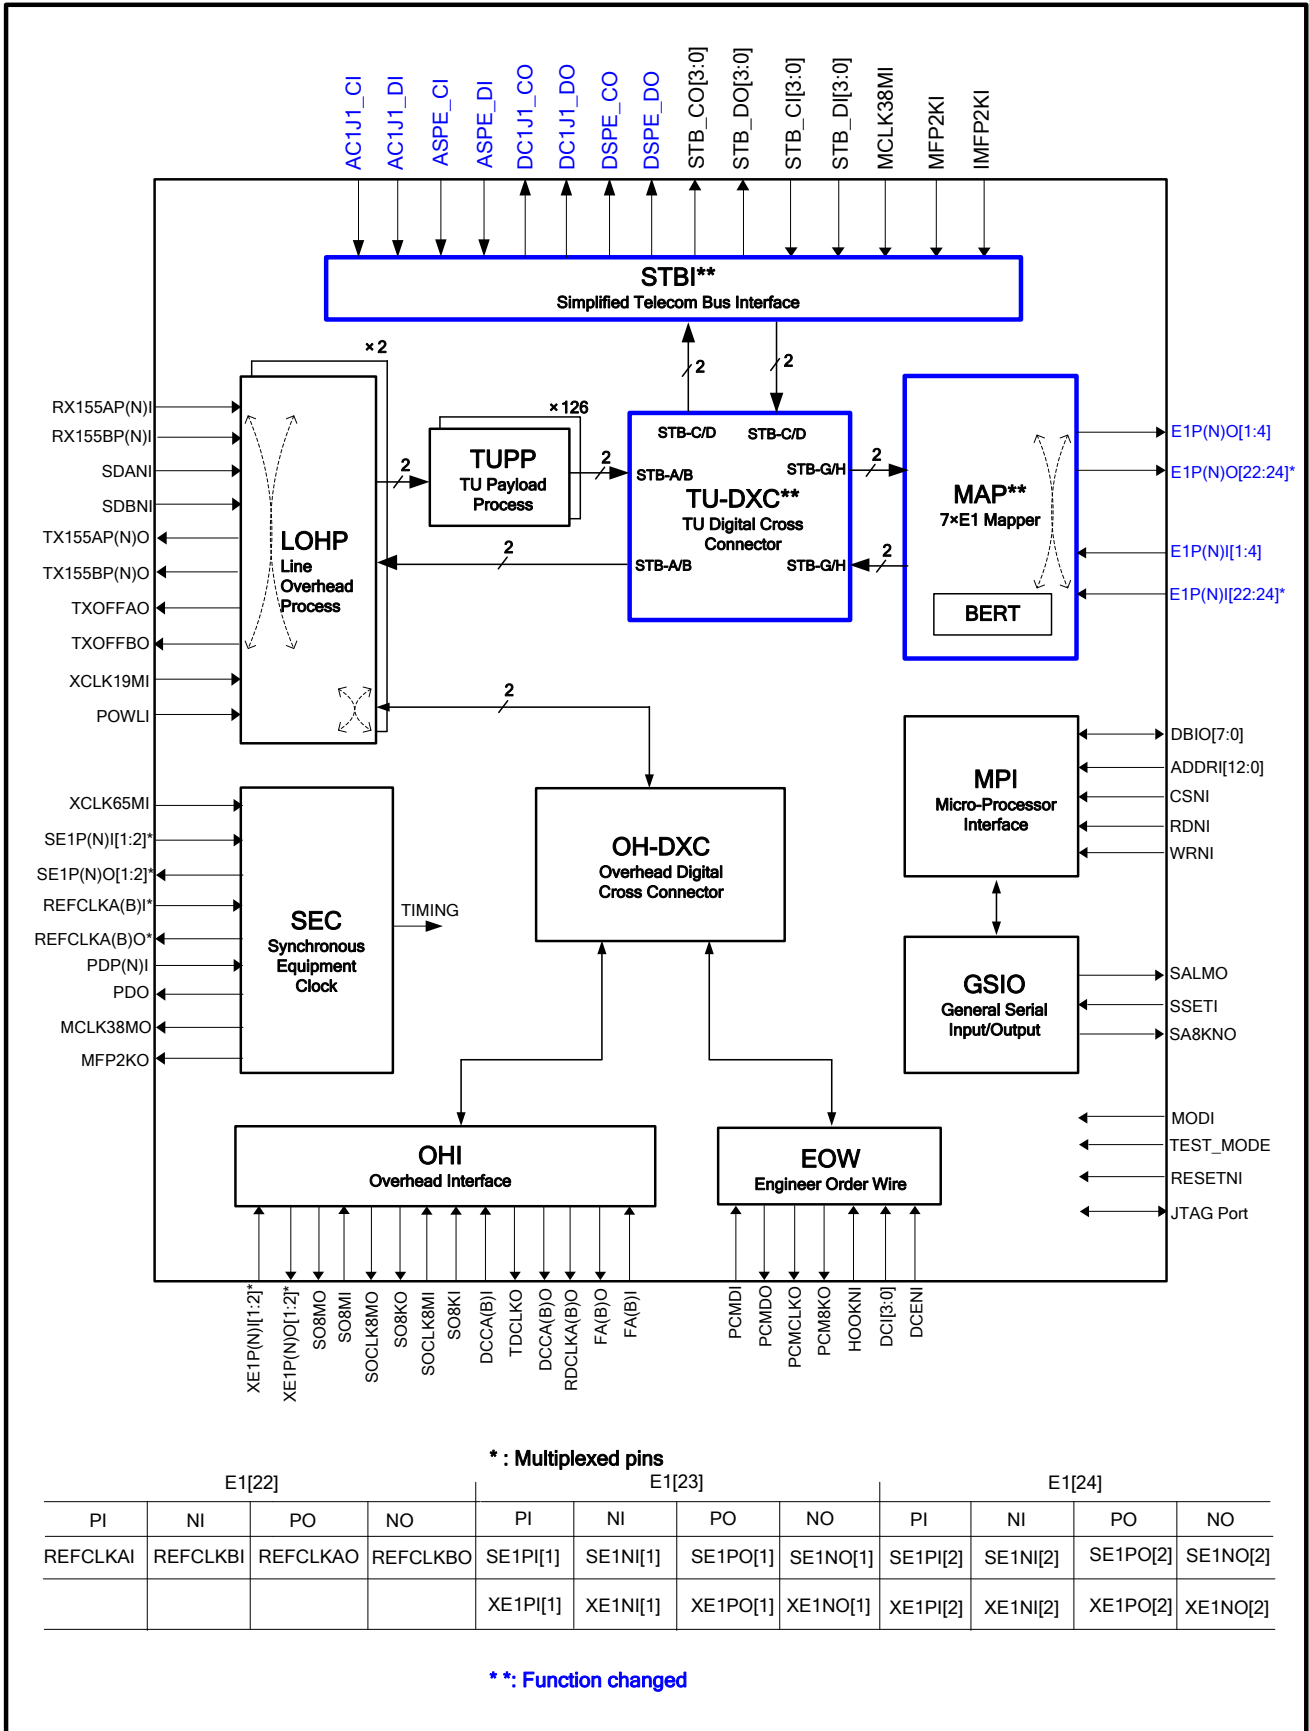 AC1J1_CI
AC1J1_DI
ASPE_CI
ASPE_DI
DC1J1_CO
DC1J1_DO
DSPE_CO
DSPE_DO
STB_CO[3:0]
STB_DO[3:0]
STB_CI[3:0]
STB_DI[3:0]
MCLK38MI
MFP2KI
IMFP2KI
STBI**
Simplified Telecom Bus Interface
× 2
2
2
RX155AP(N)I
RX155BP(N)I
SDANI
SDBNI
TX155AP(N)O
TX155BP(N)O
TXOFFAO
TXOFFBO
XCLK19MI
POWLI
LOHP
Line
Overhead
Process
2
× 126
TUPP
TU Payload
Process
2
2
STB-C/D
STB-C/D
STB-A/B
STB-G/H
TU-DXC**
TU Digital Cross
Connector
STB-A/B
STB-G/H
2
2
MAP**
7×E1 Mapper
BERT
E1P(N)O[1:4]
E1P(N)O[22:24]*
E1P(N)I[1:4]
E1P(N)I[22:24]*
2
XCLK65MI
SE1P(N)I[1:2]*
SE1P(N)O[1:2]*
REFCLKA(B)I*
REFCLKA(B)O*
PDP(N)I
PDO
MCLK38MO
MFP2KO
SEC
Synchronous
Equipment
Clock
TIMING
OH-DXC
Overhead Digital
Cross Connector
MPI
Micro-Processor
Interface
DBIO[7:0]
ADDRI[12:0]
CSNI
RDNI
WRNI
GSIO
General Serial
Input/Output
SALMO
SSETI
SA8KNO
MODI
TEST_MODE
RESETNI
JTAG Port
OHI
Overhead Interface
EOW
Engineer Order Wire
XE1P(N)I[1:2]*
XE1P(N)O[1:2]*
SO8MO
SO8MI
SOCLK8MO
SO8KO
SOCLK8MI
SO8KI
DCCA(B)I
TDCLKO
DCCA(B)O
RDCLKA(B)O
FA(B)O
FA(B)I
PCMDI
PCMDO
PCMCLKO
PCM8KO
HOOKNI
DCI[3:0]
DCENI
* : Multiplexed pins
E1[22] E1[23] E1[24]
PI NI PO NO PI NI PO NO PI NI PO NO
REFCLKAI REFCLKBI REFCLKAO REFCLKBO SE1PI[1] SE1NI[1] SE1PO[1] SE1NO[1] SE1PI[2] SE1NI[2] SE1PO[2] SE1NO[2]
XE1PI[1] XE1NI[1] XE1PO[1] XE1NO[1] XE1PI[2] XE1NI[2] XE1PO[2] XE1NO[2]
* *: Function changed